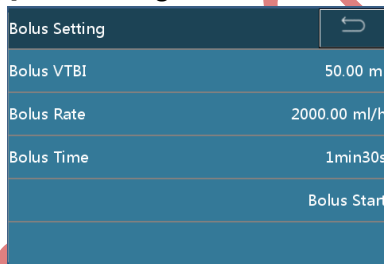 Bolus Setting
Bolus VTBI 50.00 m
Bolus Rate 2000.00 ml/h
Bolus Time 1min30s
Bolus Start